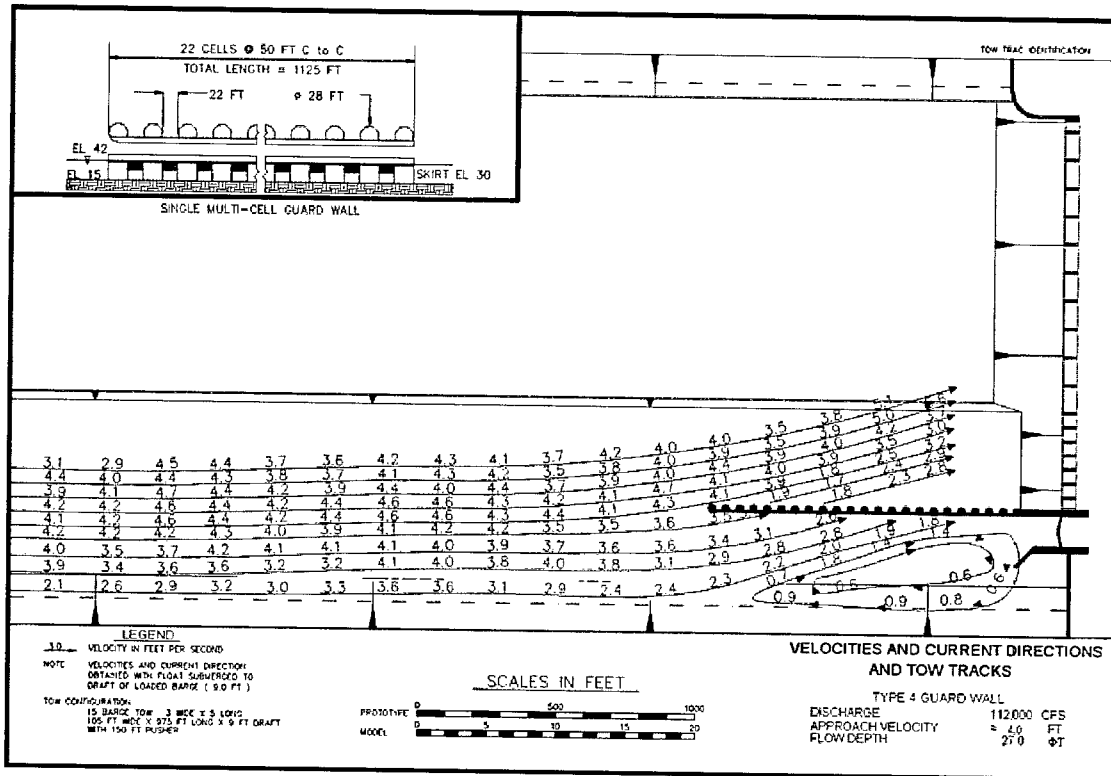 22 CELLS @ 50 FT C to C
TOTAL LENGTH = 1125 FT
22 FT ø 28 FT
EL 42
EL 15 SKIRT EL 30
SINGLE MULTI-CELL GUARD WALL
TOW TRAC IDENTIFICATION
3.1 2.9 4.5 4.4 3.7 3.6 4.2 4.3 4.1 3.7 4.2 4.0 4.0 3.5 3.8
4.4 4.0 4.4 4.3 3.8 3.7 4.1 4.3 4.2 3.5 3.8 4.0 3.9 3.5 3.9 5.0
3.9 4.1 4.7 4.4 4.2 3.9 4.4 4.0 4.4 3.7 3.9 4.0 3.9 4.0 4.2
4.2 4.2 4.6 4.4 4.2 4.4 4.6 4.6 4.3 4.2 4.1 4.7 4.4 4.0
4.1 4.2 4.6 4.4 4.2 4.4 4.6 4.6 4.3 4.4 4.1 4.3 4.1
4.2 4.2 4.2 4.3 4.0 3.9 4.1 4.2 4.2 3.5 3.5 3.6
4.0 3.5 3.7 4.2 4.1 4.1 4.1 4.0 3.9 3.7 3.6 3.6 3.4 3.1
3.9 3.4 3.6 3.6 3.2 3.2 4.1 4.0 3.8 4.0 3.8 3.1 2.9 2.8 2.0 1.9
2.1 2.6 2.9 3.2 3.0 3.3 3.6 3.6 3.1 2.9 2.4 2.4 2.3 2.2 1.8
0.6 0.6 0.6
0.9 0.9 0.8
LEGEND
3.0 VELOCITY IN FEET PER SECOND
NOTE VELOCITIES AND CURRENT DIRECTION
OBTAINED WITH FLOAT SUBMERGED TO
DRAFT OF LOADED BARGE ( 9.0 FT )
TOW CONFIGURATION
15 BARGE TOW 3 WIDE X 5 LONG
105 FT WIDE X 975 FT LONG X 9 FT DRAFT
WITH 150 FT PUSHER
SCALES IN FEET
PROTOTYPE 0 500 1000
MODEL 0 5 10 15 20
VELOCITIES AND CURRENT DIRECTIONS
AND TOW TRACKS
TYPE 4 GUARD WALL
DISCHARGE 112,000 CFS
APPROACH VELOCITY ≈ 4.0 FT
FLOW DEPTH 27.0